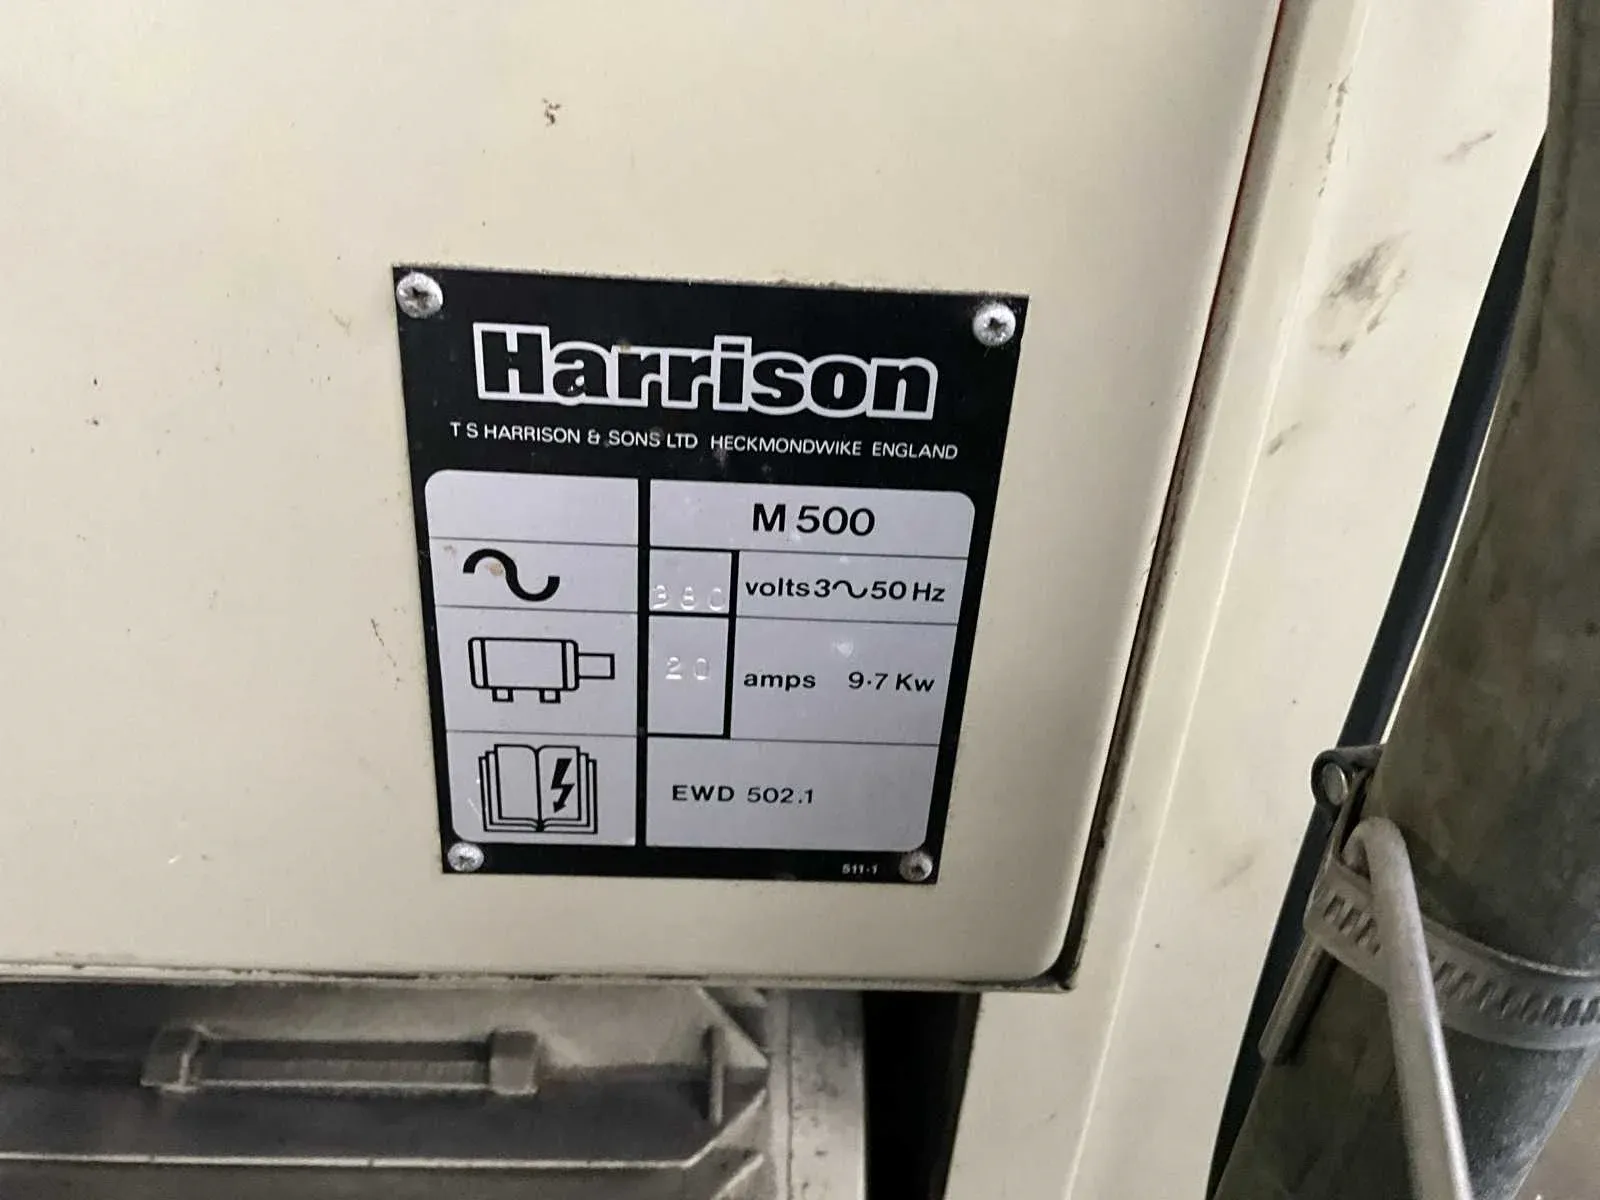 Harrison
T S HARRISON & SONS LTD HECKMONDWIKE ENGLAND
M 500
380 volts 3∿50 Hz
20 amps 9·7 Kw
EWD 502.1
511-1